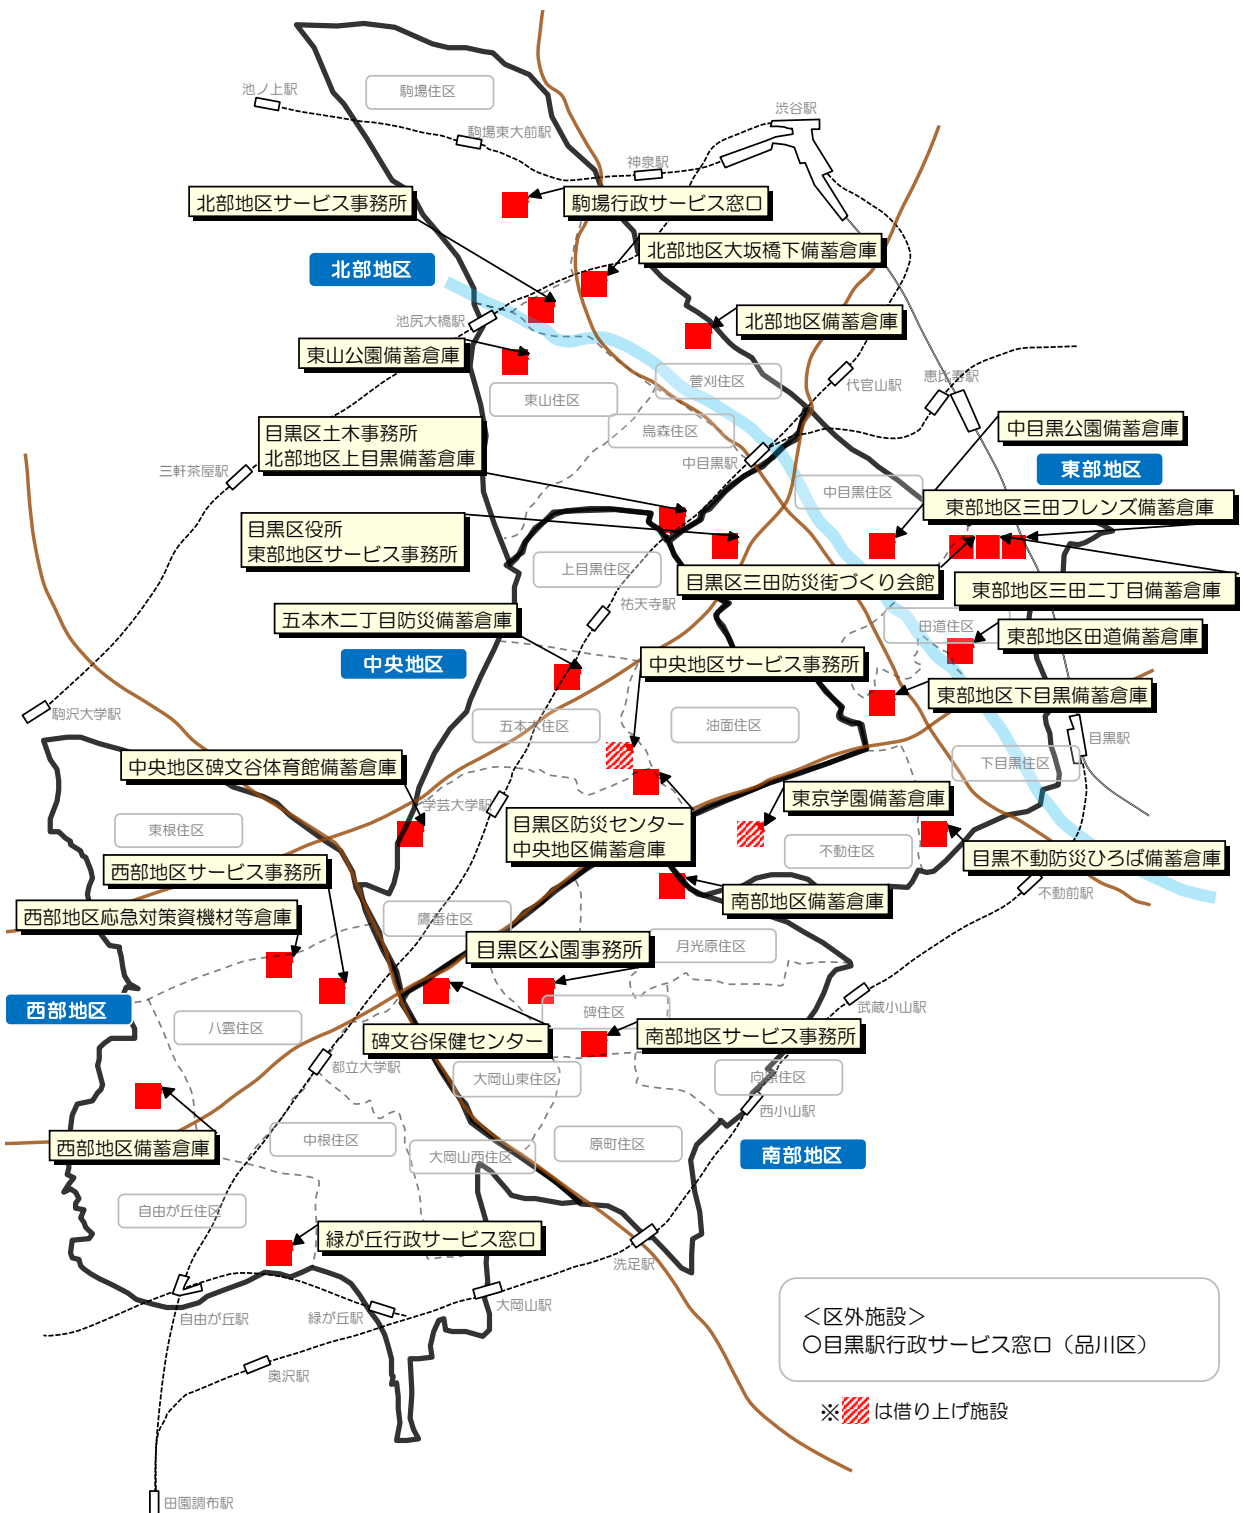 駒場住区
池ノ上駅
渋谷駅
駒場東大前駅
神泉駅
北部地区サービス事務所
駒場行政サービス窓口
北部地区大坂橋下備蓄倉庫
北部地区
池尻大橋駅
北部地区備蓄倉庫
東山公園備蓄倉庫
菅刈住区
代官山駅
恵比寿駅
東山住区
烏森住区
目黒区土木事務所
北部地区上目黒備蓄倉庫
中目黒公園備蓄倉庫
三軒茶屋駅
中目黒駅
東部地区
中目黒住区
東部地区三田フレンズ備蓄倉庫
目黒区役所
東部地区サービス事務所
上目黒住区
目黒区三田防災街づくり会館
東部地区三田二丁目備蓄倉庫
祐天寺駅
五本木二丁目防災備蓄倉庫
田道住区
東部地区田道備蓄倉庫
中央地区
中央地区サービス事務所
東部地区下目黒備蓄倉庫
駒沢大学駅
五本木住区
油面住区
目黒駅
中央地区碑文谷体育館備蓄倉庫
下目黒住区
学芸大学駅
東京学園備蓄倉庫
東根住区
目黒区防災センター
中央地区備蓄倉庫
不動住区
目黒不動防災ひろば備蓄倉庫
西部地区サービス事務所
南部地区備蓄倉庫
不動前駅
西部地区応急対策資機材等倉庫
鷹番住区
目黒区公園事務所
月光原住区
西部地区
武蔵小山駅
八雲住区
碑住区
碑文谷保健センター
南部地区サービス事務所
都立大学駅
大岡山東住区
向原住区
西小山駅
西部地区備蓄倉庫
中根住区
大岡山西住区
原町住区
南部地区
自由が丘住区
緑が丘行政サービス窓口
洗足駅
自由が丘駅
緑が丘駅
大岡山駅
＜区外施設＞
○目黒駅行政サービス窓口（品川区）
奥沢駅
※は借り上げ施設
田園調布駅